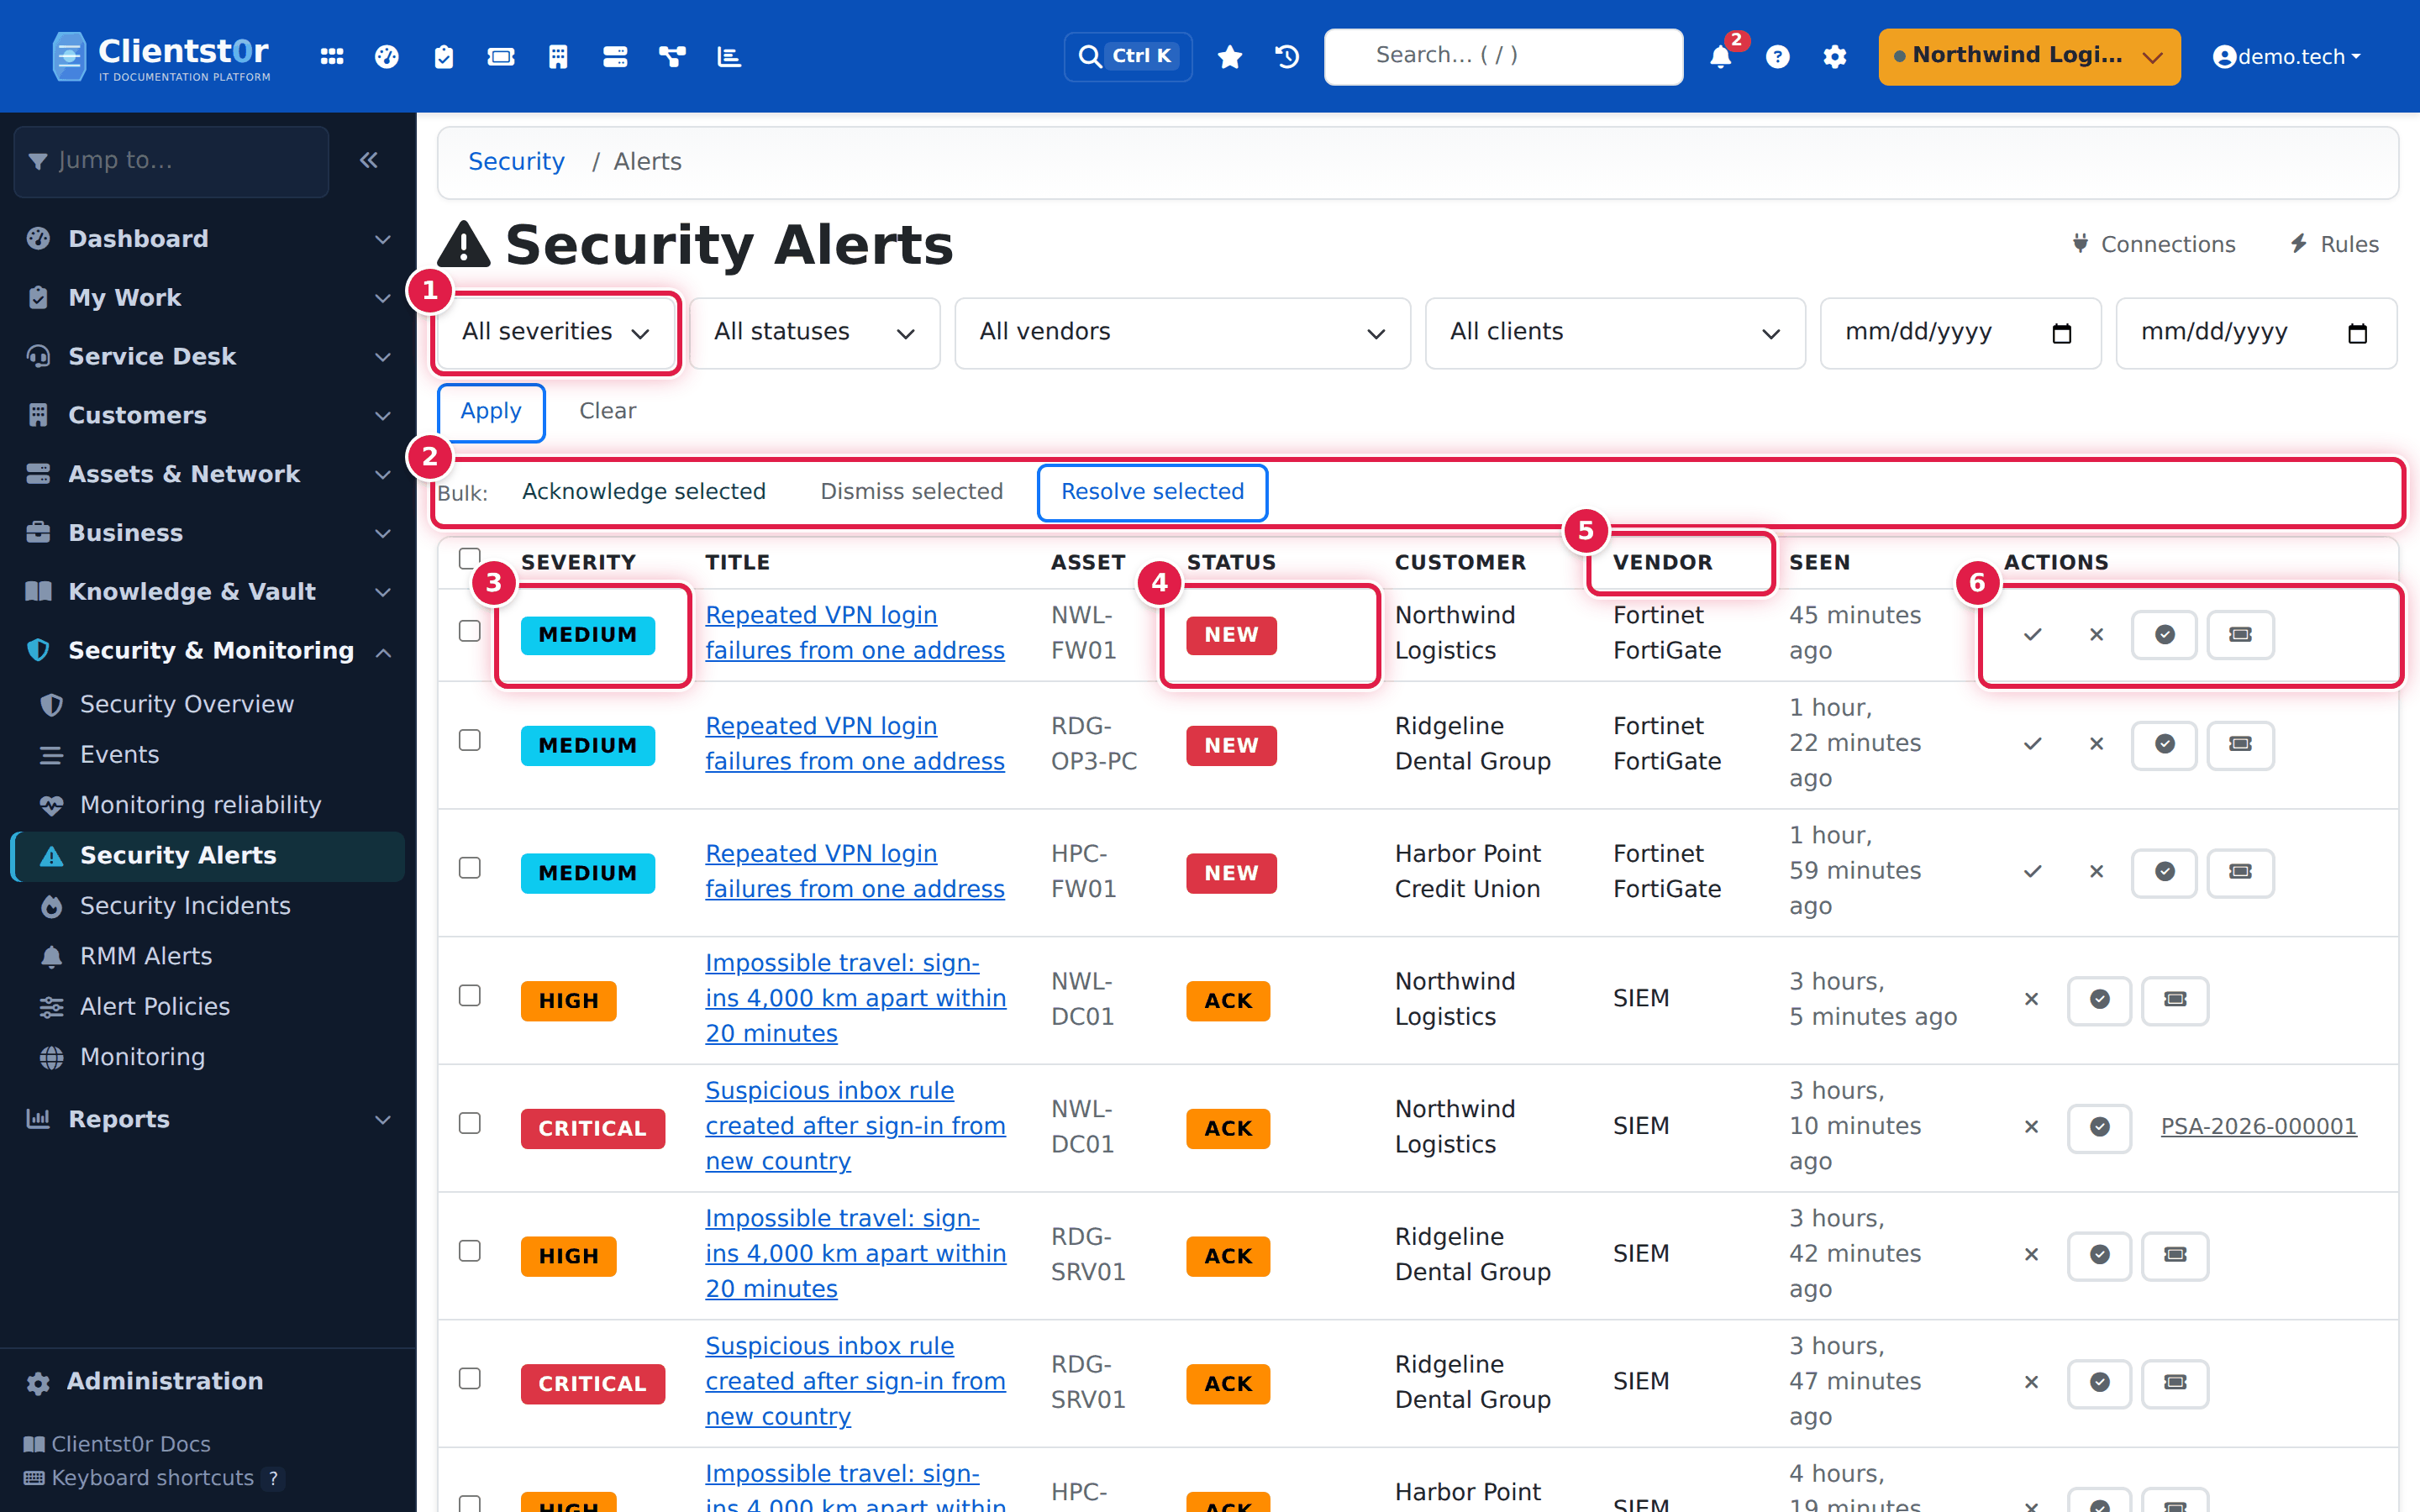 Clientst0r
IT DOCUMENTATION PLATFORM
Ctrl K
Search... ( / )
2
?
Northwind Logi...
demo.tech
Jump to...
Dashboard
My Work
Service Desk
Customers
Assets & Network
Business
Knowledge & Vault
Security & Monitoring
Security Overview
Events
Monitoring reliability
Security Alerts
Security Incidents
RMM Alerts
Alert Policies
Monitoring
Reports
Administration
Clientst0r Docs
Keyboard shortcuts ?
Security / Alerts
Security Alerts
Connections
Rules
1
All severities
All statuses
All vendors
All clients
mm/dd/yyyy
mm/dd/yyyy
Apply
Clear
2
Bulk:
Acknowledge selected
Dismiss selected
Resolve selected
3
4
5
6
SEVERITY TITLE ASSET STATUS CUSTOMER VENDOR SEEN ACTIONS
MEDIUM
Repeated VPN login
failures from one address
NWL-
FW01
NEW
Northwind
Logistics
Fortinet
FortiGate
45 minutes
ago
MEDIUM
Repeated VPN login
failures from one address
RDG-
OP3-PC
NEW
Ridgeline
Dental Group
Fortinet
FortiGate
1 hour,
22 minutes
ago
MEDIUM
Repeated VPN login
failures from one address
HPC-
FW01
NEW
Harbor Point
Credit Union
Fortinet
FortiGate
1 hour,
59 minutes
ago
HIGH
Impossible travel: sign-
ins 4,000 km apart within
20 minutes
NWL-
DC01
ACK
Northwind
Logistics
SIEM
3 hours,
5 minutes ago
CRITICAL
Suspicious inbox rule
created after sign-in from
new country
NWL-
DC01
ACK
Northwind
Logistics
SIEM
3 hours,
10 minutes
ago
PSA-2026-000001
HIGH
Impossible travel: sign-
ins 4,000 km apart within
20 minutes
RDG-
SRV01
ACK
Ridgeline
Dental Group
SIEM
3 hours,
42 minutes
ago
CRITICAL
Suspicious inbox rule
created after sign-in from
new country
RDG-
SRV01
ACK
Ridgeline
Dental Group
SIEM
3 hours,
47 minutes
ago
HIGH
Impossible travel: sign-
ins 4,000 km apart within
HPC-
ACK
Harbor Point
SIEM
4 hours,
19 minutes